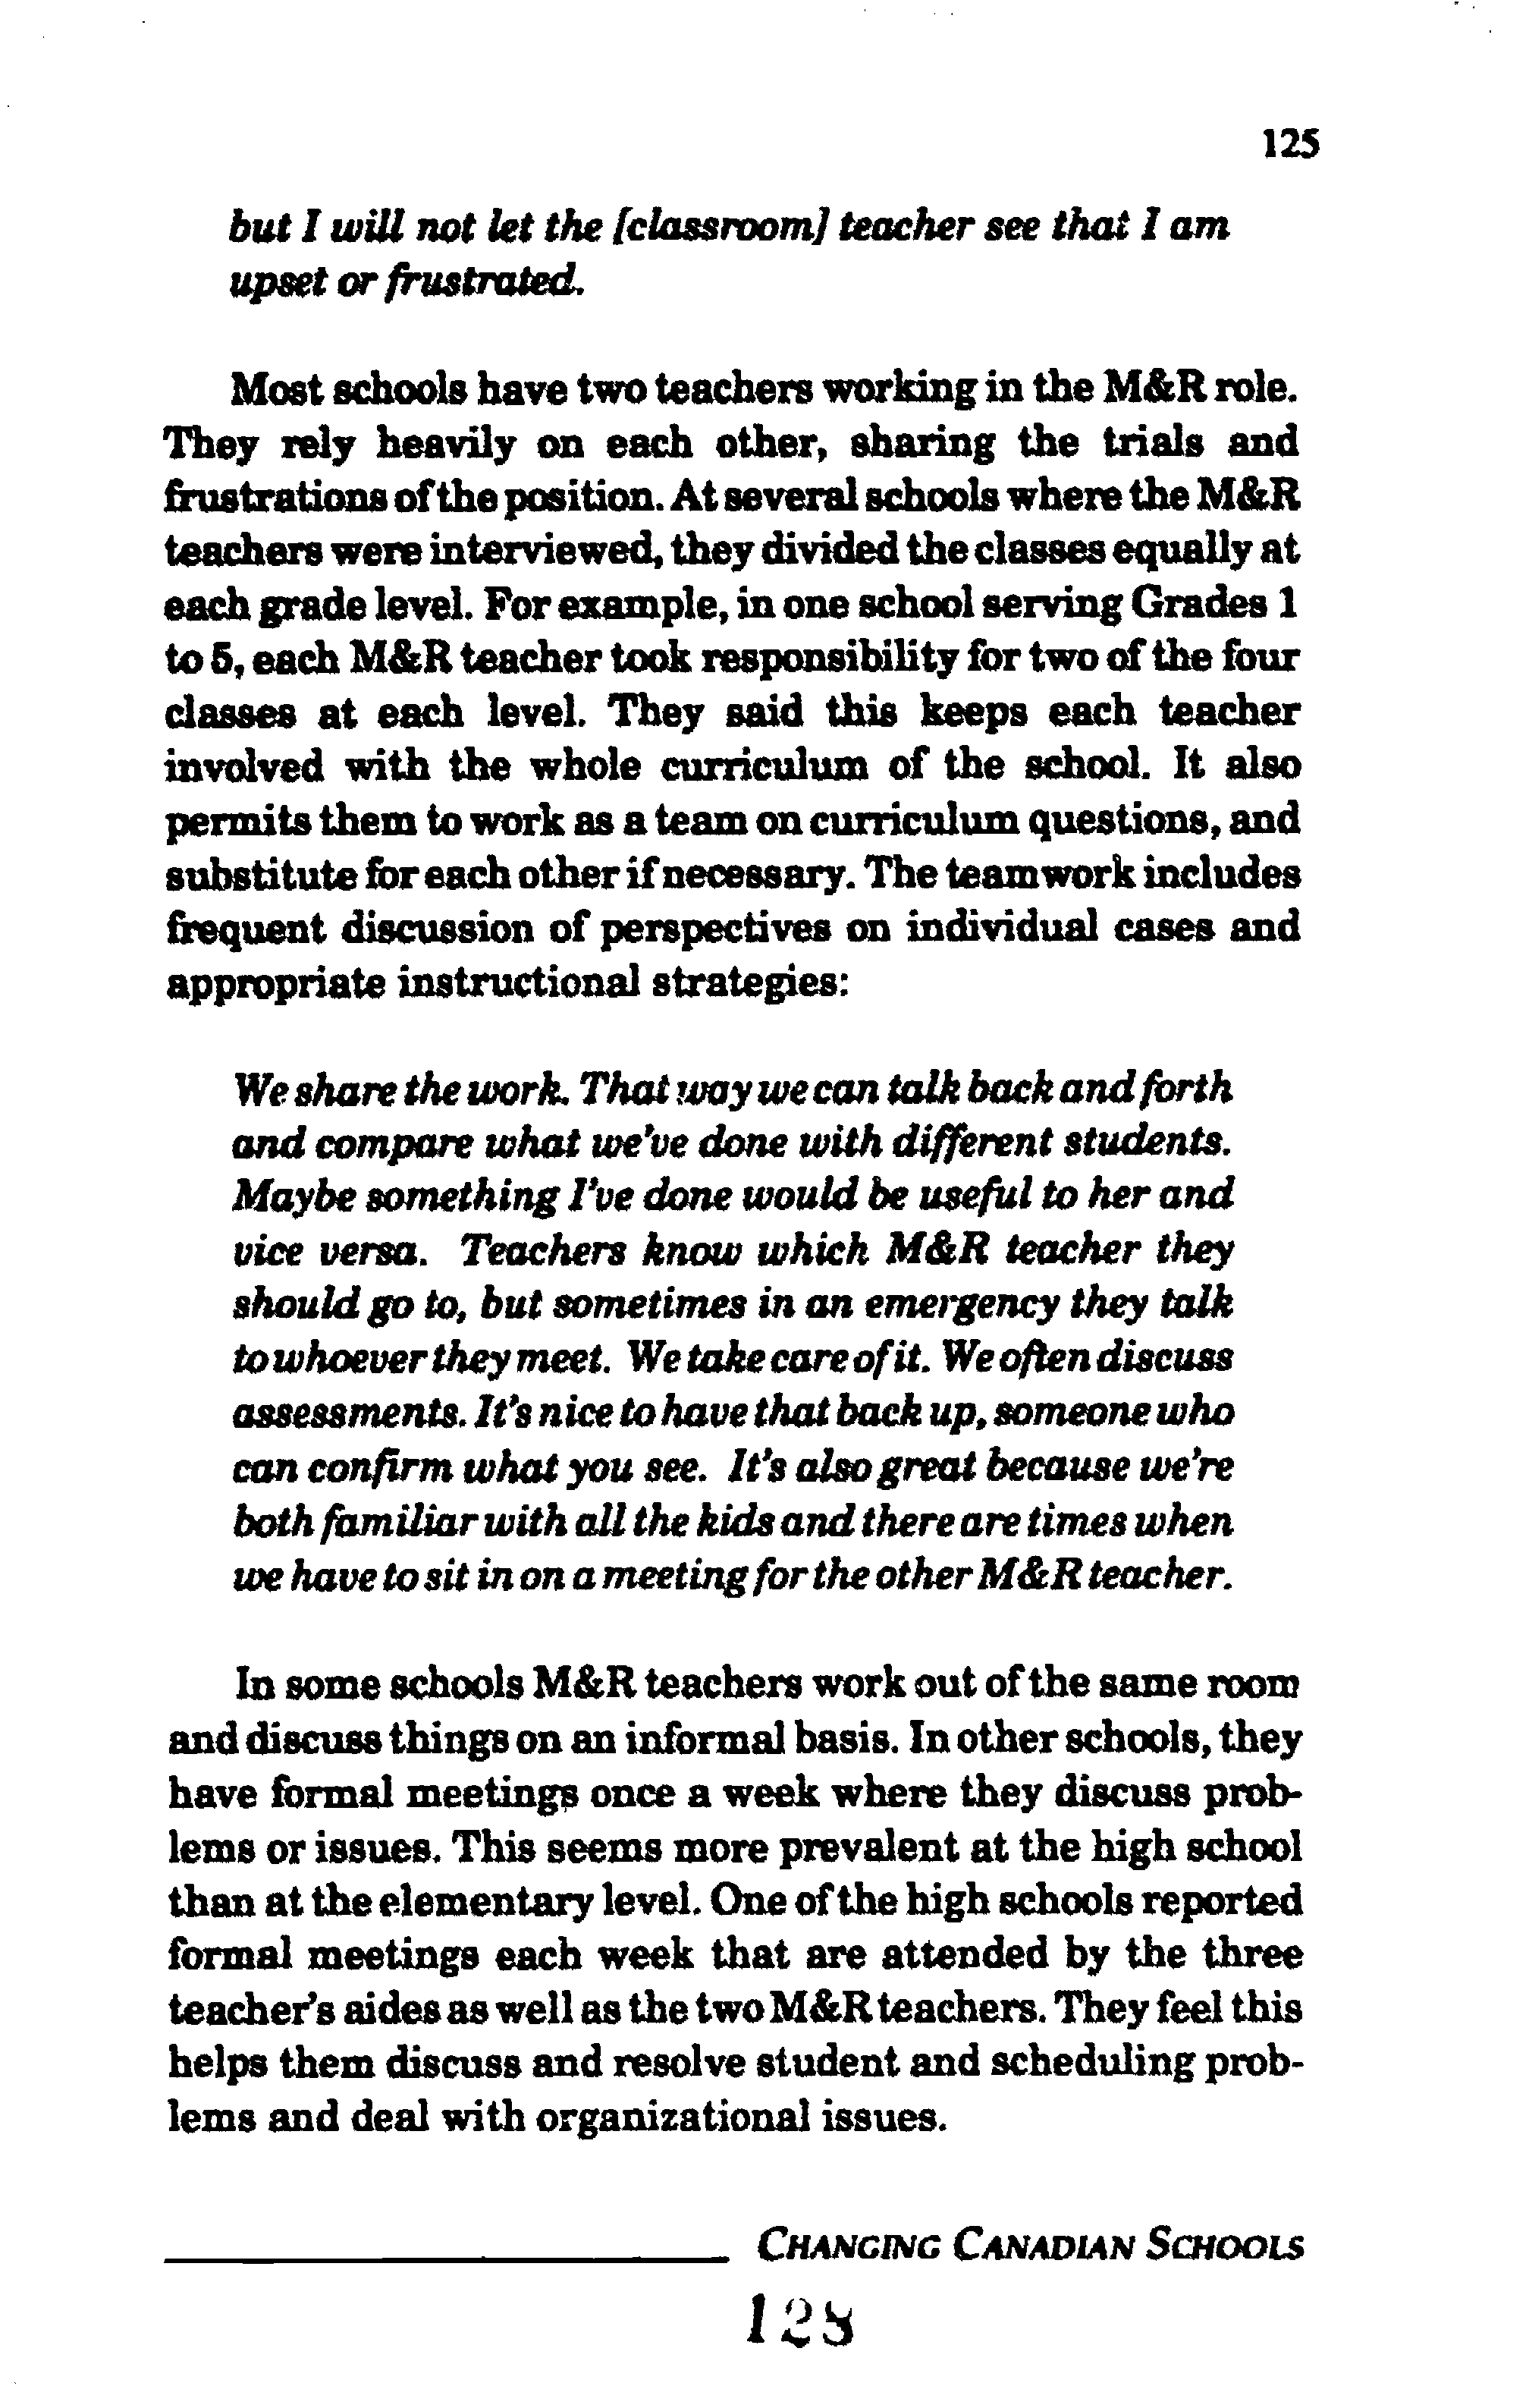 125
but I will not let the [classroom] teacher see that I am
upset or frustrated.
Most schools have two teachers working in the M&R role.
They rely heavily on each other, sharing the trials and
frustrations of the position. At several schools where the M&R
teachers were interviewed, they divided the classes equally at
each grade level. For example, in one school serving Grades 1
to 5, each M&R teacher took responsibility for two of the four
classes at each level. They said this keeps each teacher
involved with the whole curriculum of the school. It also
permits them to work as a team on curriculum questions, and
substitute for each other if necessary. The teamwork includes
frequent discussion of perspectives on individual cases and
appropriate instructional strategies:
We share the work. That way we can talk back and forth
and compare what we've done with different students.
Maybe something I've done would be useful to her and
vice versa. Teachers know which M&R teacher they
should go to, but sometimes in an emergency they talk
to whoever they meet. We take care of it. We often discuss
assessments. It's nice to have that back up, someone who
can confirm what you see. It's also great because we're
both familiar with all the kids and there are times when
we have to sit in on a meeting for the other M&R teacher.
In some schools M&R teachers work out of the same room
and discuss things on an informal basis. In other schools, they
have formal meetings once a week where they discuss prob-
lems or issues. This seems more prevalent at the high school
than at the elementary level. One of the high schools reported
formal meetings each week that are attended by the three
teacher's aides as well as the two M&R teachers. They feel this
helps them discuss and resolve student and scheduling prob-
lems and deal with organizational issues.
CHANGING CANADIAN SCHOOLS
128